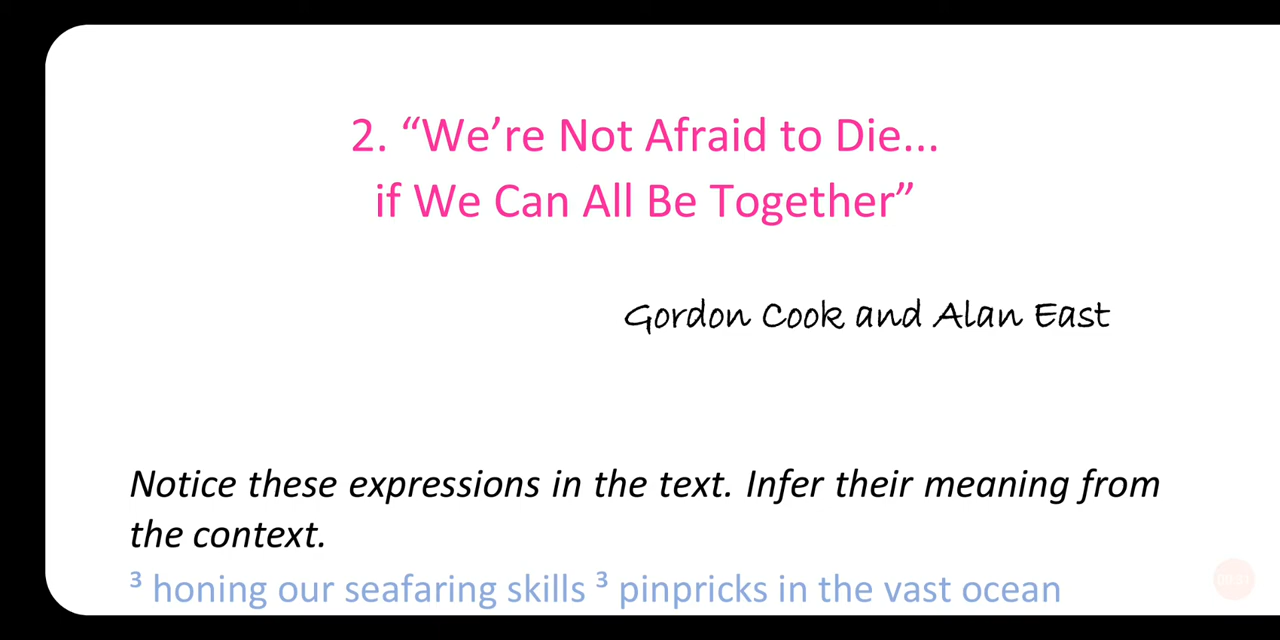 2. “We’re Not Afraid to Die...
if We Can All Be Together”
Gordon Cook and Alan East
Notice these expressions in the text. Infer their meaning from
the context.
³ honing our seafaring skills ³ pinpricks in the vast ocean